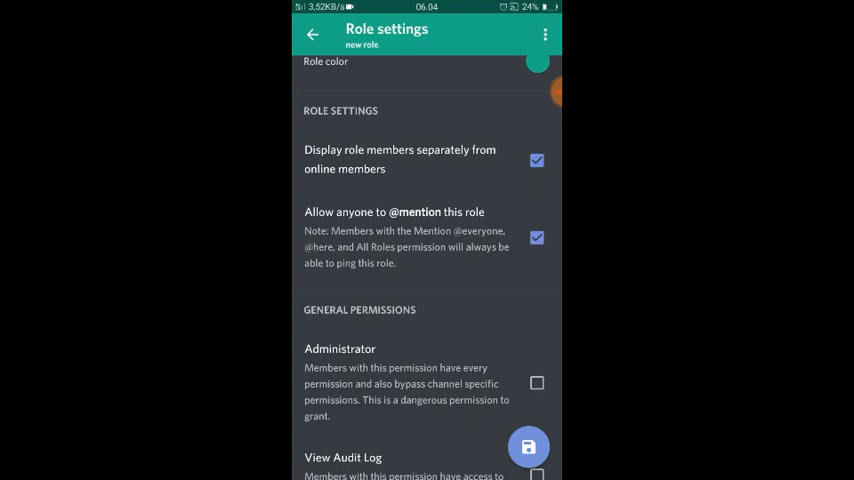 3,52KB/s
06.04
24%
Role settings
new role
Role color
ROLE SETTINGS
Display role members separately from
online members
Allow anyone to @mention this role
Note: Members with the Mention @everyone,
@here, and All Roles permission will always be
able to ping this role.
GENERAL PERMISSIONS
Administrator
Members with this permission have every
permission and also bypass channel specific
permissions. This is a dangerous permission to
grant.
View Audit Log
Members with this permission have access to